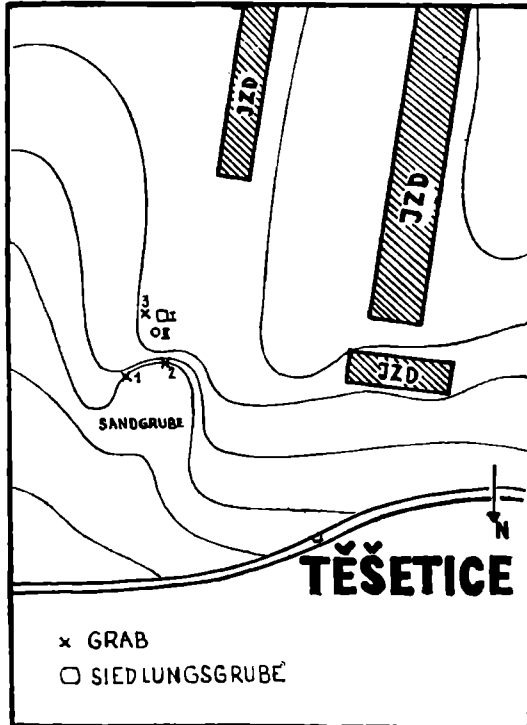 JZD
JZD
3
I
II
1
2
JZD
SANDGRUBE
N
TĚŠETICE
× GRAB
SIEDLUNGSGRUBE